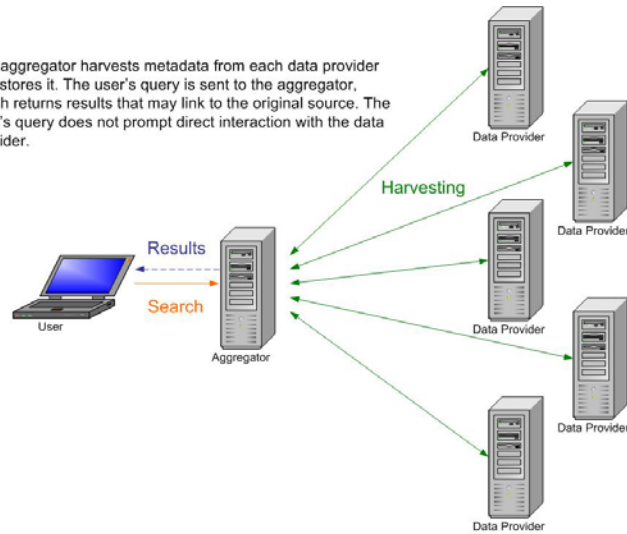 aggregator harvests metadata from each data provider
stores it. The user's query is sent to the aggregator,
h returns results that may link to the original source. The
's query does not prompt direct interaction with the data
ider.
Data Provider
Harvesting
Data Provider
Results
Search
User
Aggregator
Data Provider
Data Provider
Data Provider